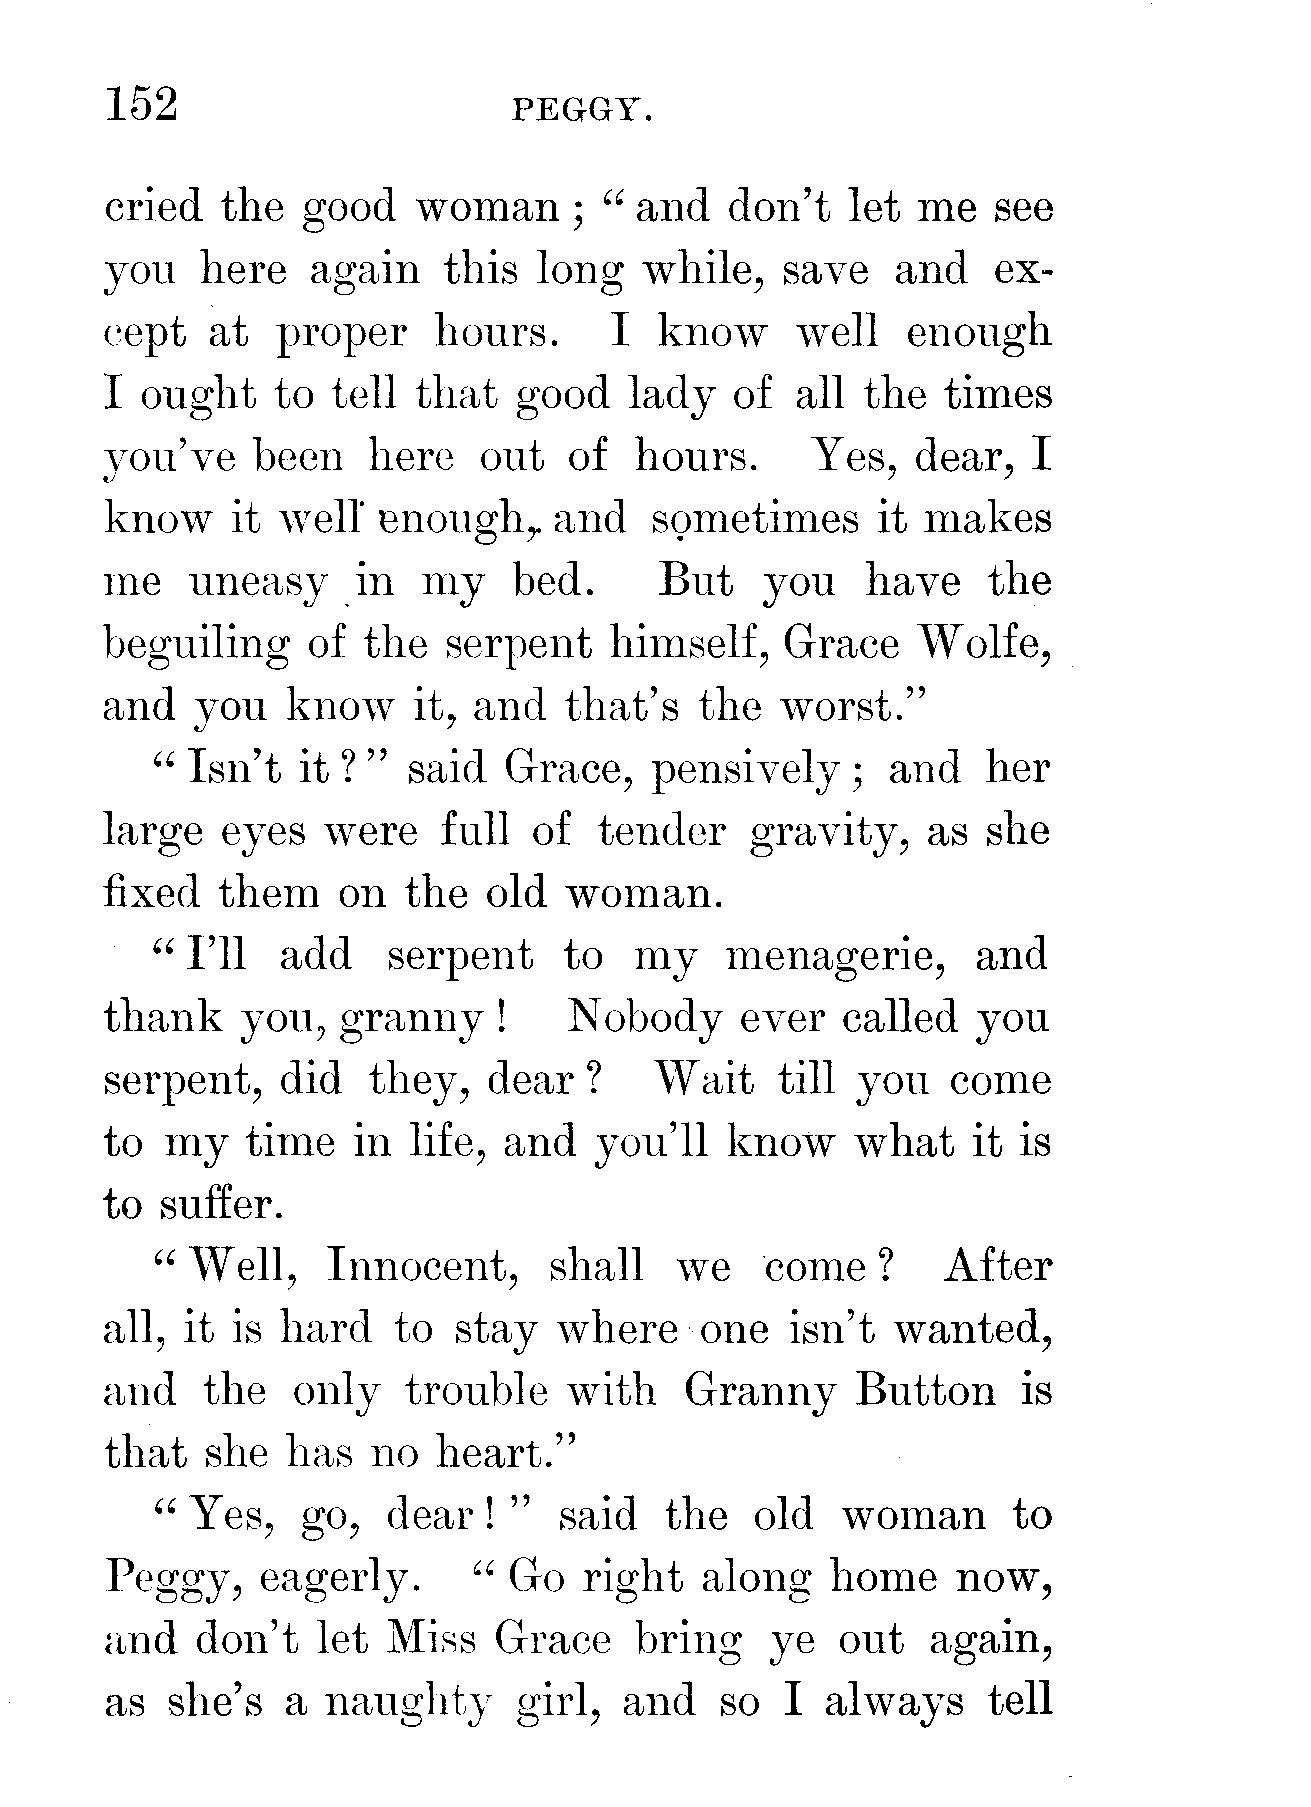 152 PEGGY.
cried the good woman ; “ and don’t let me see
you here again this long while, save and ex-
cept at proper hours. I know well enough
I ought to tell that good lady of all the times
you’ve been here out of hours. Yes, dear, I
know it well enough, and sometimes it makes
me uneasy in my bed. But you have the
beguiling of the serpent himself, Grace Wolfe,
and you know it, and that’s the worst.”
“ Isn’t it ? ” said Grace, pensively ; and her
large eyes were full of tender gravity, as she
fixed them on the old woman.
“ I’ll add serpent to my menagerie, and
thank you, granny ! Nobody ever called you
serpent, did they, dear ? Wait till you come
to my time in life, and you’ll know what it is
to suffer.
“ Well, Innocent, shall we come ? After
all, it is hard to stay where one isn’t wanted,
and the only trouble with Granny Button is
that she has no heart.”
“ Yes, go, dear ! ” said the old woman to
Peggy, eagerly. “ Go right along home now,
and don’t let Miss Grace bring ye out again,
as she’s a naughty girl, and so I always tell